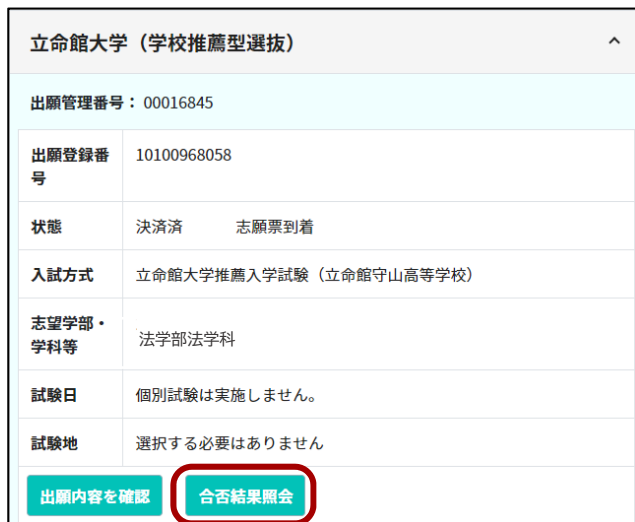 立命館大学（学校推薦型選抜）
出願管理番号：00016845
出願登録番 10100968058
号
状態 決済済 志願票到着
入試方式 立命館大学推薦入学試験（立命館守山高等学校）
志望学部・
学科等 法学部法学科
試験日 個別試験は実施しません。
試験地 選択する必要はありません
出願内容を確認 合否結果照会